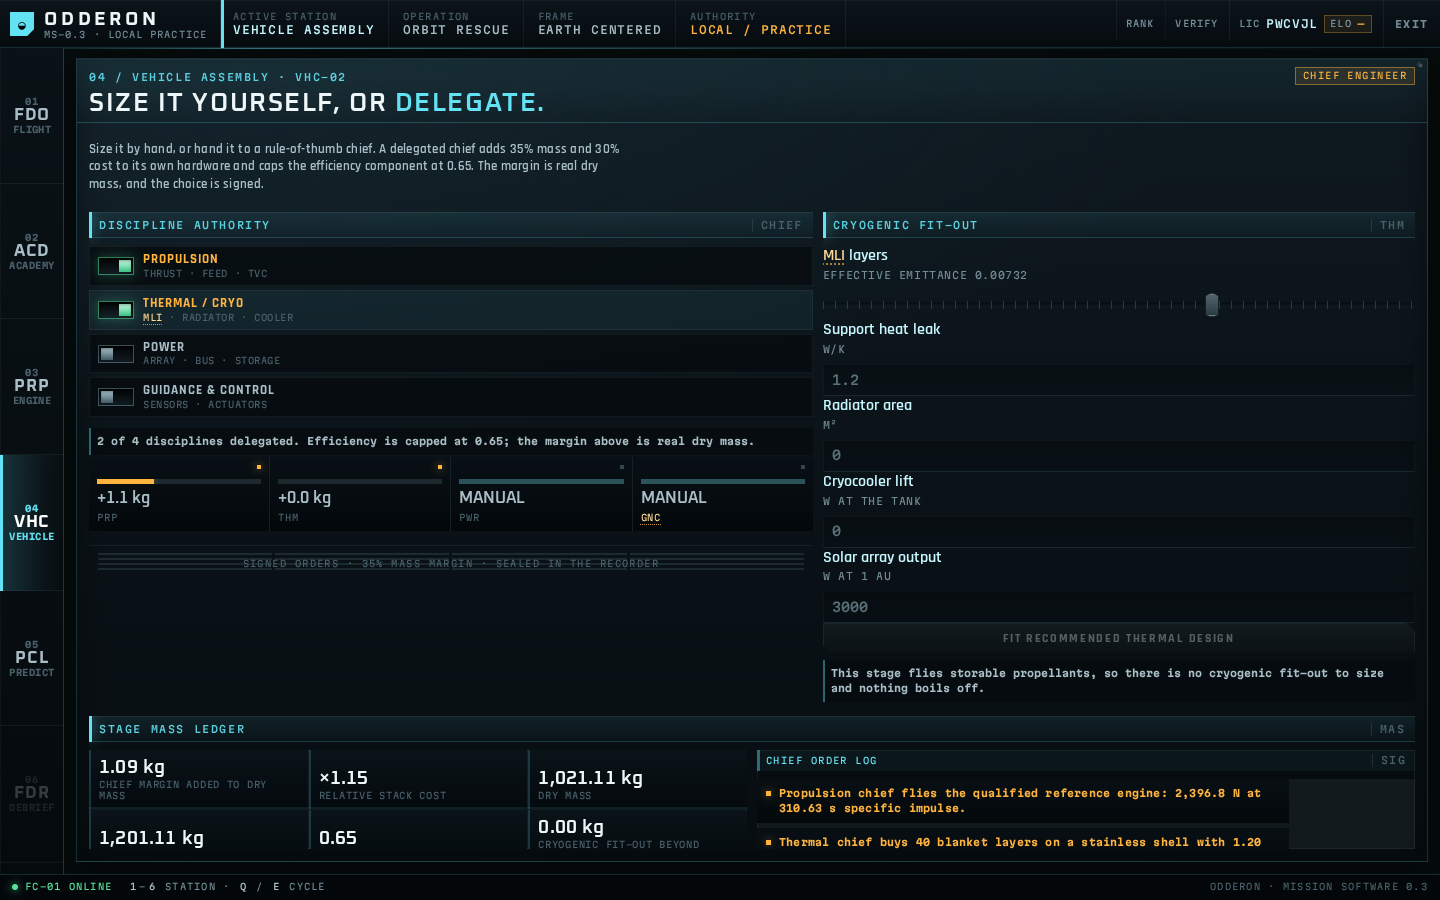 ODDERON
MS-0.3 · LOCAL PRACTICE
ACTIVE STATION
VEHICLE ASSEMBLY
OPERATION
ORBIT RESCUE
FRAME
EARTH CENTERED
AUTHORITY
LOCAL / PRACTICE
RANK
VERIFY
LIC PWCVJL
ELO —
EXIT
01
FDO
FLIGHT
02
ACD
ACADEMY
03
PRP
ENGINE
04
VHC
VEHICLE
05
PCL
PREDICT
06
FDR
DEBRIEF
04 / VEHICLE ASSEMBLY · VHC-02
CHIEF ENGINEER
SIZE IT YOURSELF, OR DELEGATE.
Size it by hand, or hand it to a rule-of-thumb chief. A delegated chief adds 35% mass and 30%
cost to its own hardware and caps the efficiency component at 0.65. The margin is real dry
mass, and the choice is signed.
DISCIPLINE AUTHORITY
CHIEF
PROPULSION
THRUST · FEED · TVC
THERMAL / CRYO
MLI · RADIATOR · COOLER
POWER
ARRAY · BUS · STORAGE
GUIDANCE & CONTROL
SENSORS · ACTUATORS
2 of 4 disciplines delegated. Efficiency is capped at 0.65; the margin above is real dry mass.
+1.1 kg
PRP
+0.0 kg
THM
MANUAL
PWR
MANUAL
GNC
SIGNED ORDERS · 35% MASS MARGIN · SEALED IN THE RECORDER
CRYOGENIC FIT-OUT
THM
MLI layers
EFFECTIVE EMITTANCE 0.00732
Support heat leak
W/K
1.2
Radiator area
M²
0
Cryocooler lift
W AT THE TANK
0
Solar array output
W AT 1 AU
3000
FIT RECOMMENDED THERMAL DESIGN
This stage flies storable propellants, so there is no cryogenic fit-out to size
and nothing boils off.
STAGE MASS LEDGER
MAS
1.09 kg
CHIEF MARGIN ADDED TO DRY
MASS
×1.15
RELATIVE STACK COST
1,021.11 kg
DRY MASS
1,201.11 kg
0.65
0.00 kg
CRYOGENIC FIT-OUT BEYOND
CHIEF ORDER LOG
SIG
Propulsion chief flies the qualified reference engine: 2,396.8 N at
310.63 s specific impulse.
Thermal chief buys 40 blanket layers on a stainless shell with 1.20
FC-01 ONLINE
1-6 STATION · Q / E CYCLE
ODDERON · MISSION SOFTWARE 0.3